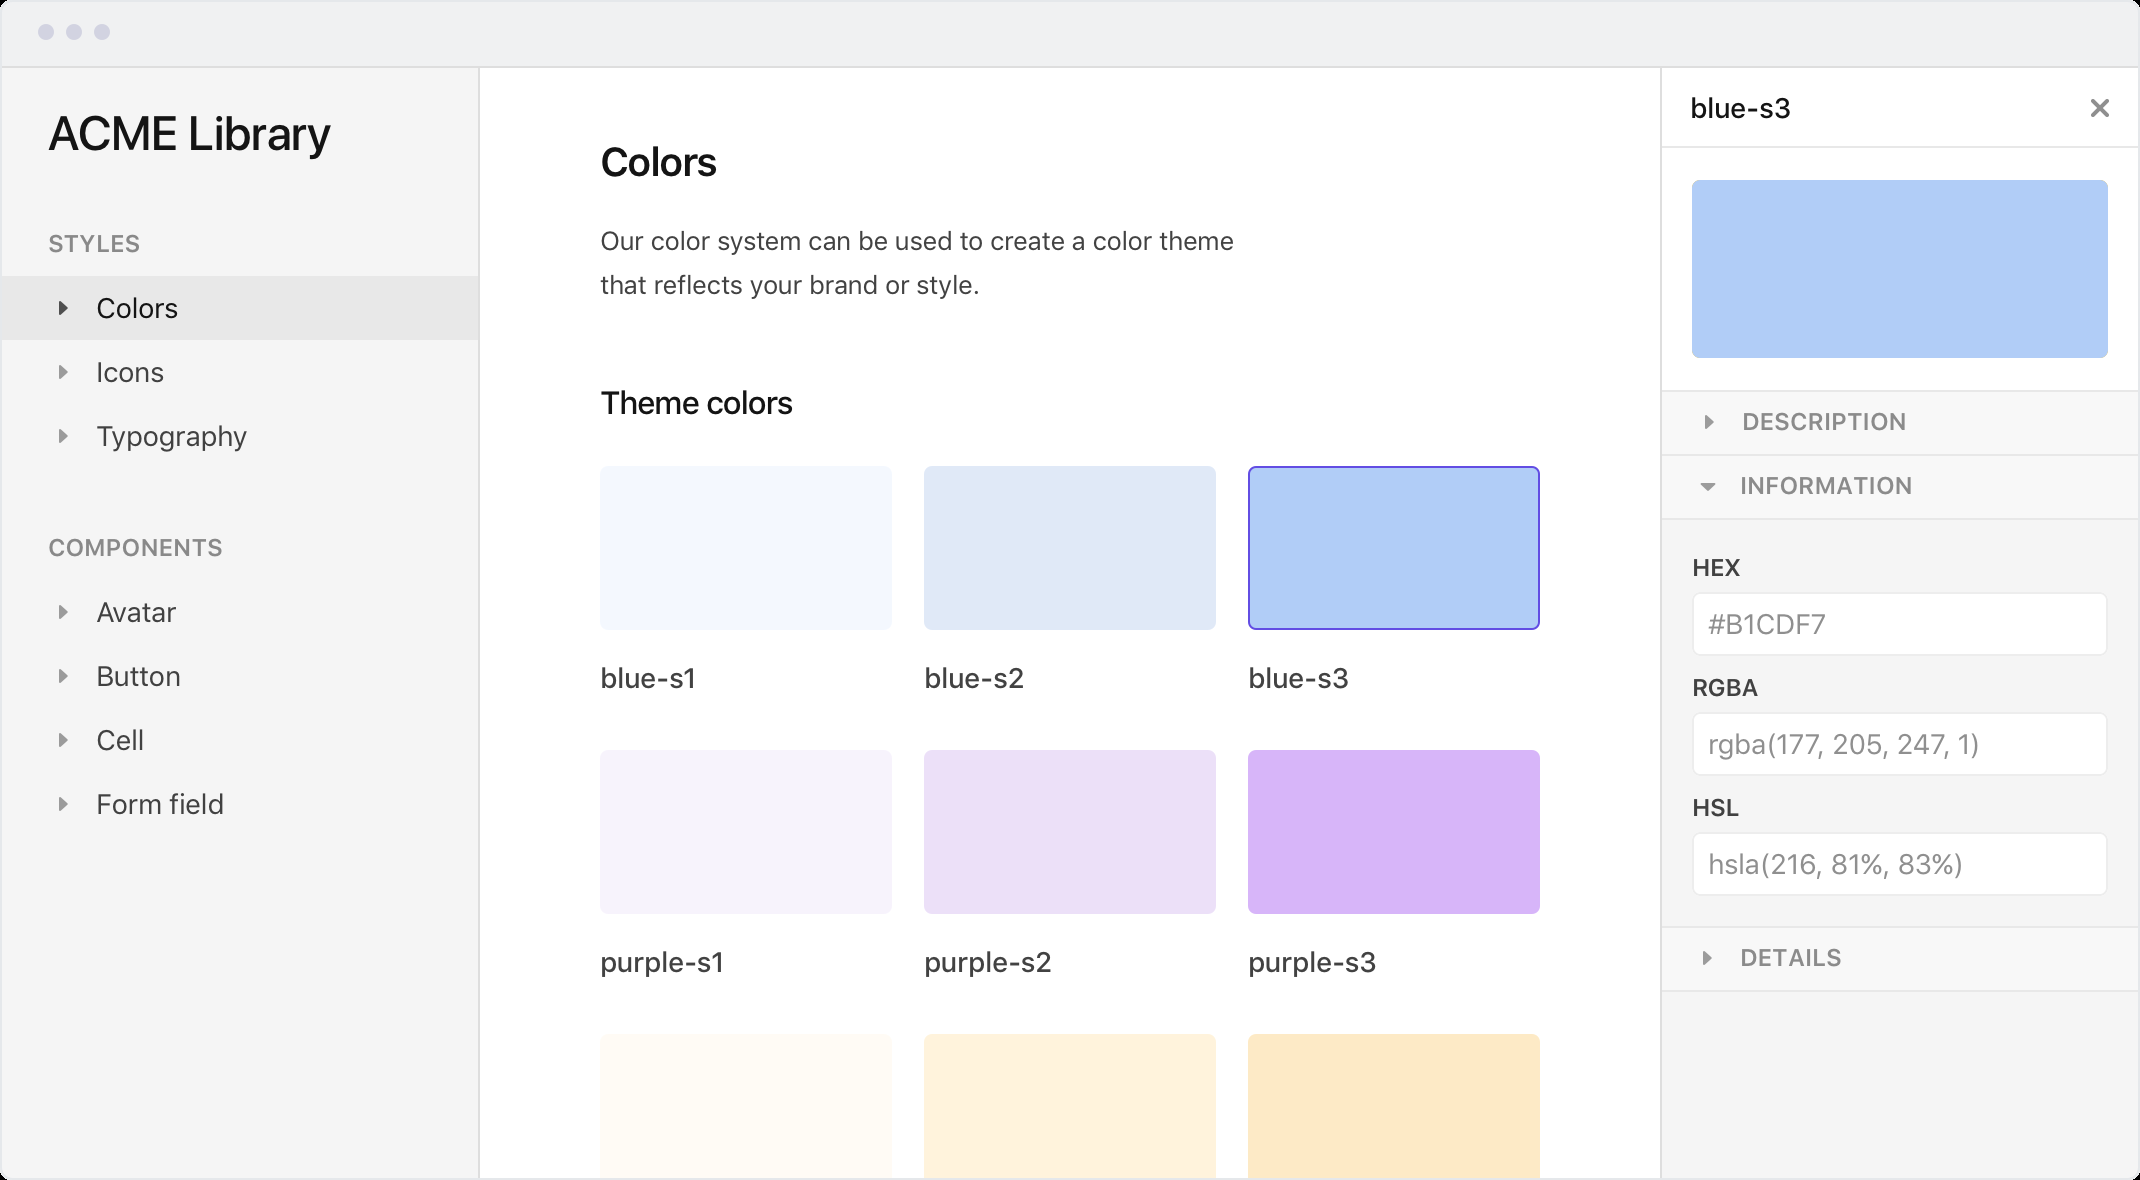 ACME Library
STYLES
Colors
Icons
Typography
COMPONENTS
Avatar
Button
Cell
Form field
Colors
Our color system can be used to create a color theme
that reflects your brand or style.
Theme colors
blue-s1
blue-s2
blue-s3
purple-s1
purple-s2
purple-s3
blue-s3
DESCRIPTION
INFORMATION
HEX
#B1CDF7
RGBA
rgba(177, 205, 247, 1)
HSL
hsla(216, 81%, 83%)
DETAILS